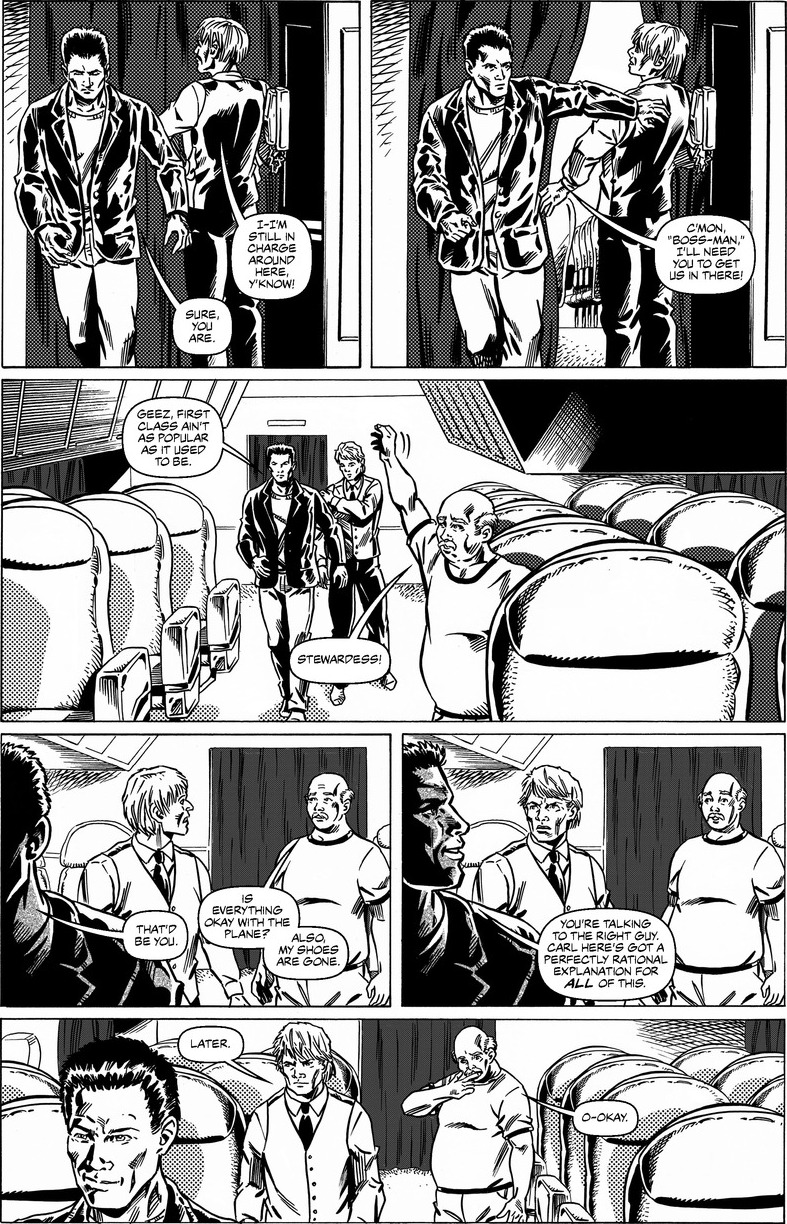 I-I'M
STILL IN
CHARGE
AROUND
HERE,
Y'KNOW!
SURE,
YOU
ARE.
C'MON,
"BOSS-MAN,"
I'LL NEED
YOU TO GET
US IN THERE!
GEEZ, FIRST
CLASS AIN'T
AS POPULAR
AS IT USED
TO BE.
STEWARDESS!
THAT'D
BE YOU.
IS
EVERYTHING
OKAY WITH THE
PLANE?
ALSO,
MY SHOES
ARE GONE.
YOU'RE TALKING
TO THE RIGHT GUY.
CARL HERE'S GOT A
PERFECTLY RATIONAL
EXPLANATION FOR
ALL OF THIS.
LATER.
O-OKAY.